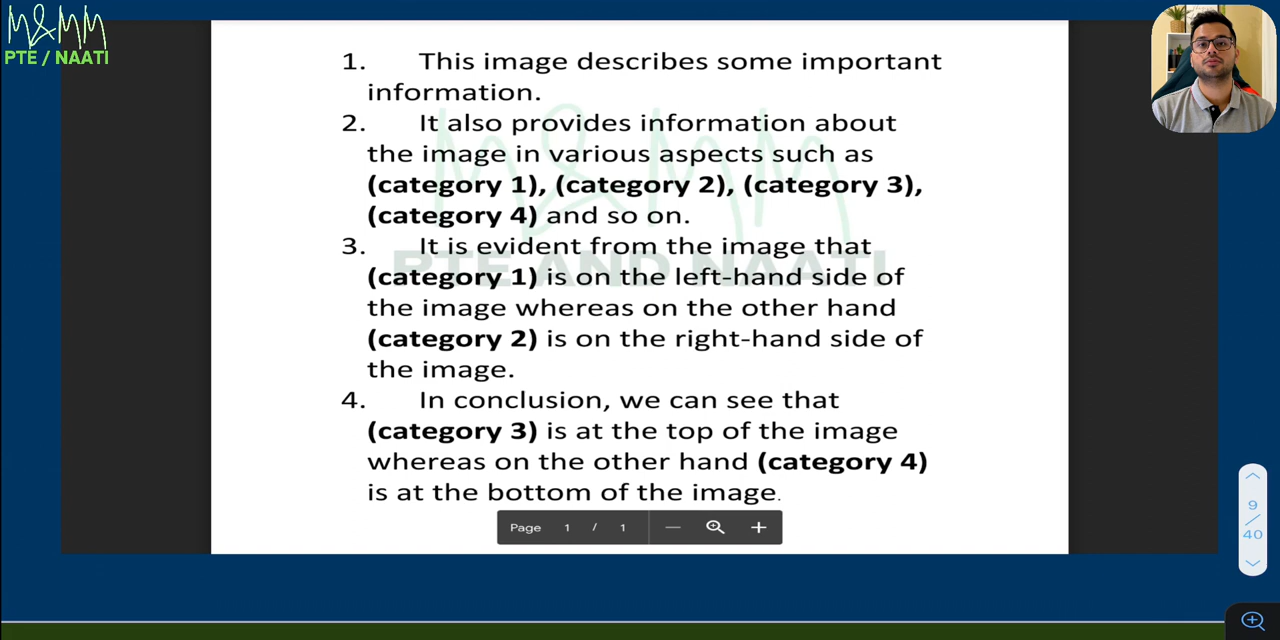 PTE / NAATI
1. This image describes some important
information.
2. It also provides information about
the image in various aspects such as
(category 1), (category 2), (category 3),
(category 4) and so on.
3. It is evident from the image that
(category 1) is on the left-hand side of
the image whereas on the other hand
(category 2) is on the right-hand side of
the image.
4. In conclusion, we can see that
(category 3) is at the top of the image
whereas on the other hand (category 4)
is at the bottom of the image.
PTE AND NAATI
Page 1 / 1
9
/
40